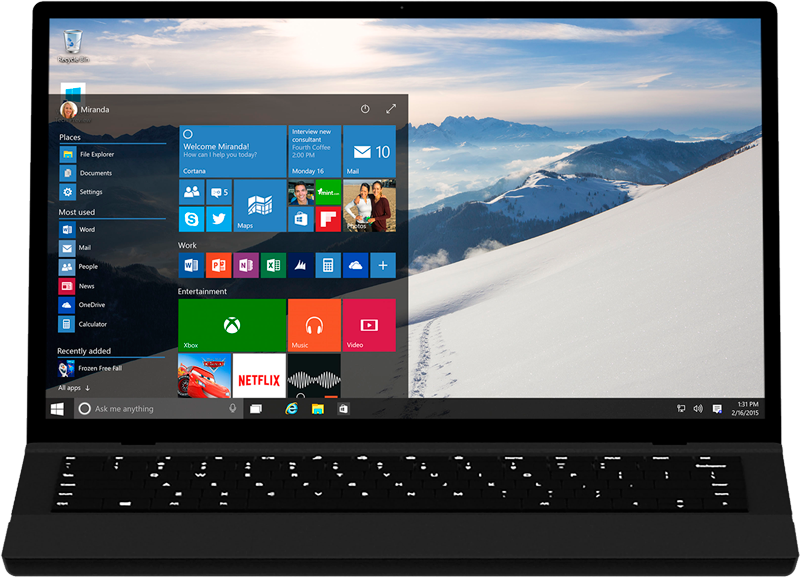 Recycle Bin
Miranda
Places
File Explorer
Documents
Settings
Most used
Word
Mail
People
News
OneDrive
Calculator
Recently added
Frozen Free Fall
All apps
Welcome Miranda!
How can I help you today?
Cortana
Interview new
consultant
Fourth Coffee
2:00 PM
Monday 16
10
Mail
5
Maps
mint.com
Photos
Work
Entertainment
Xbox
Music
Video
NETFLIX
Ask me anything
1:31 PM
2/16/2015